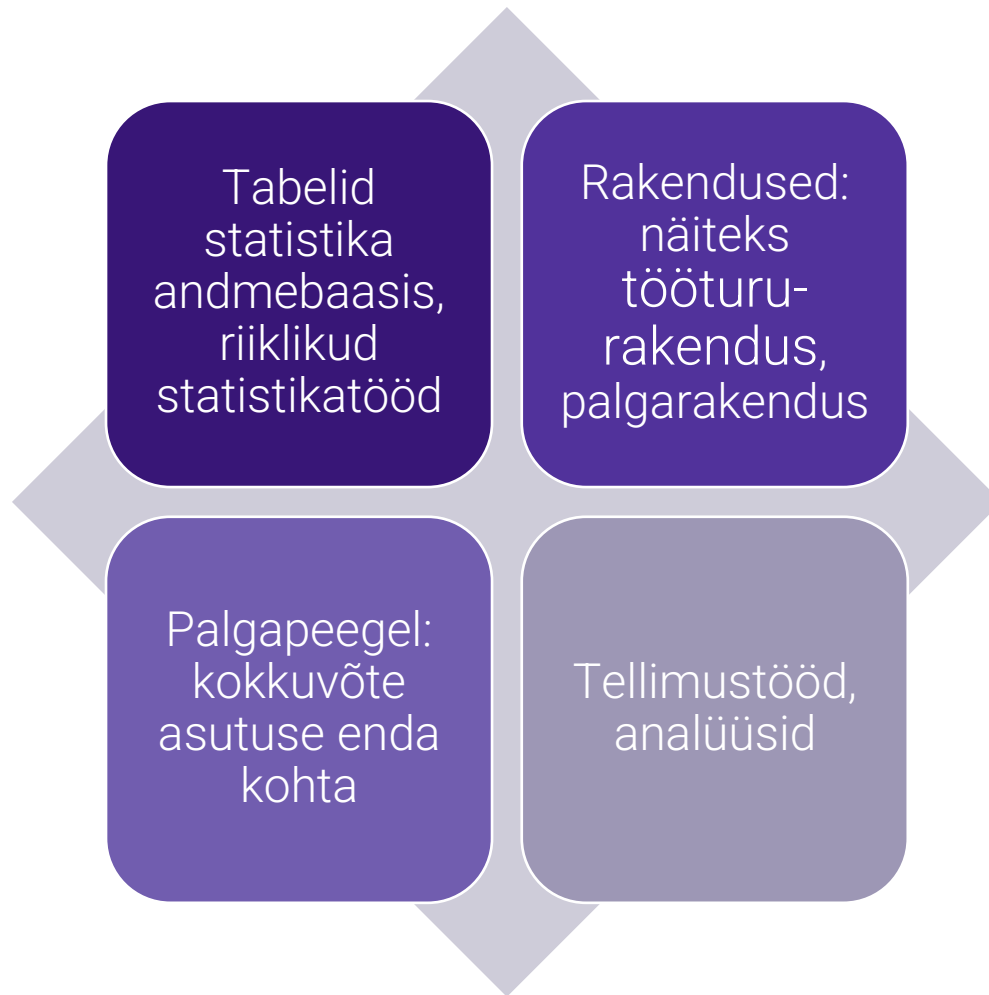 Tabelid
statistika
andmebaasis,
riiklikud
statistikatööd
Rakendused:
näiteks
tööturu-
rakendus,
palgarakendus
Palgapeegel:
kokkuvõte
asutuse enda
kohta
Tellimustööd,
analüüsid